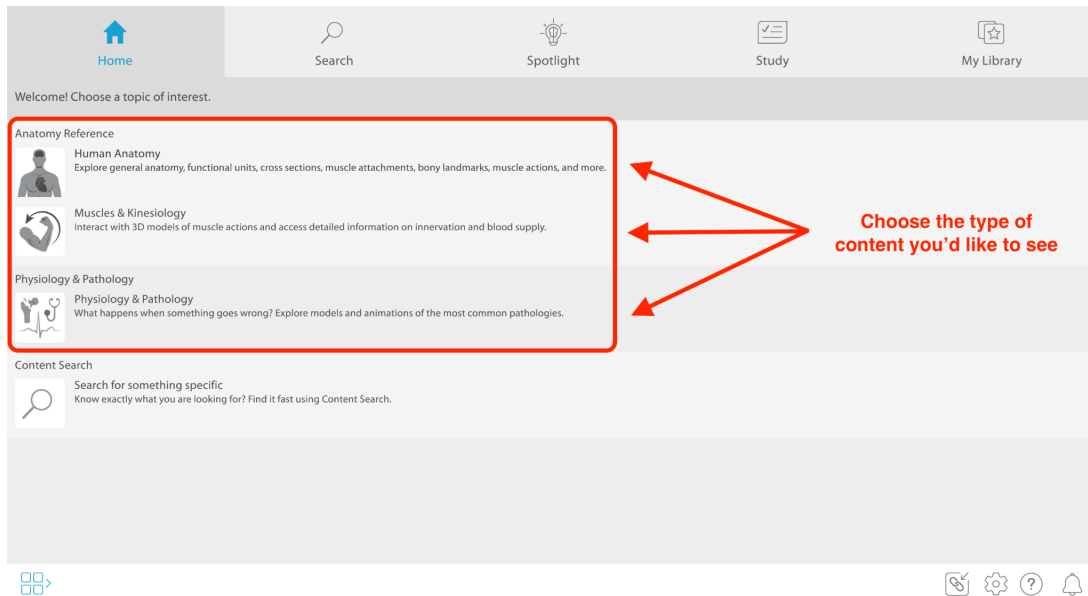 Home
Search
Spotlight
Study
My Library
Welcome! Choose a topic of interest.
Anatomy Reference
Human Anatomy
Explore general anatomy, functional units, cross sections, muscle attachments, bony landmarks, muscle actions, and more.
Muscles & Kinesiology
Interact with 3D models of muscle actions and access detailed information on innervation and blood supply.
Choose the type of
content you'd like to see
Physiology & Pathology
Physiology & Pathology
What happens when something goes wrong? Explore models and animations of the most common pathologies.
Content Search
Search for something specific
Know exactly what you are looking for? Find it fast using Content Search.